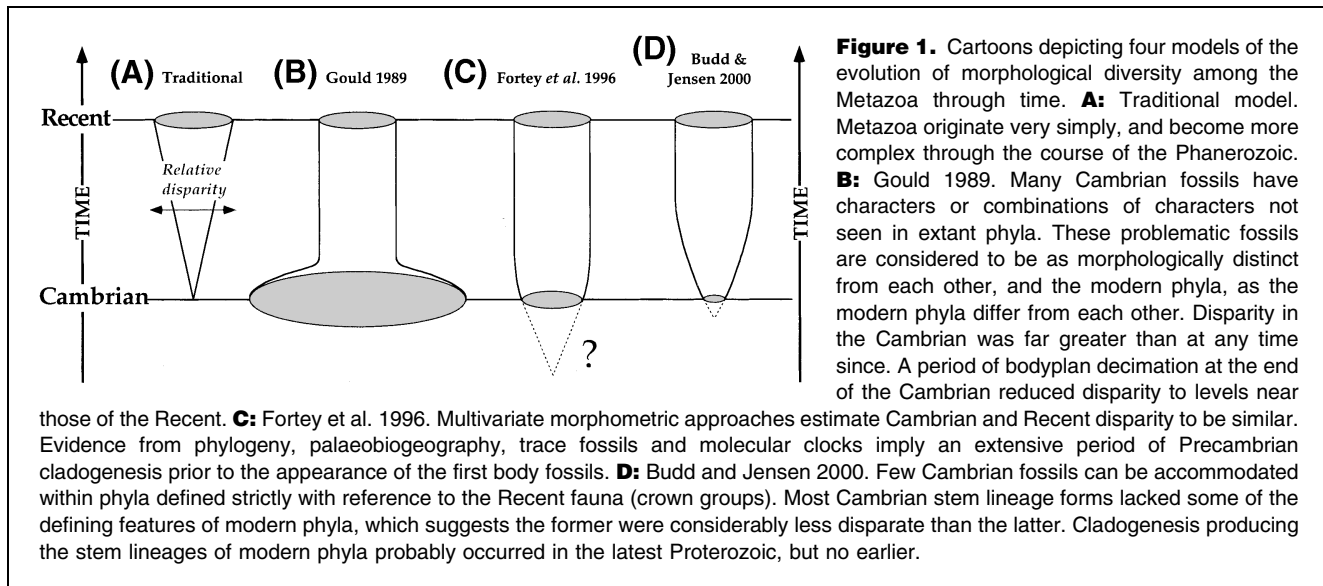 (A) Traditional
(B) Gould 1989
(C) Fortey et al. 1996
(D) Budd &
Jensen 2000
Recent
Relative
disparity
TIME
TIME
Cambrian
?
Figure 1. Cartoons depicting four models of the
evolution of morphological diversity among the
Metazoa through time. A: Traditional model.
Metazoa originate very simply, and become more
complex through the course of the Phanerozoic.
B: Gould 1989. Many Cambrian fossils have
characters or combinations of characters not
seen in extant phyla. These problematic fossils
are considered to be as morphologically distinct
from each other, and the modern phyla, as the
modern phyla differ from each other. Disparity in
the Cambrian was far greater than at any time
since. A period of bodyplan decimation at the end
of the Cambrian reduced disparity to levels near
those of the Recent. C: Fortey et al. 1996. Multivariate morphometric approaches estimate Cambrian and Recent disparity to be similar.
Evidence from phylogeny, palaeobiogeography, trace fossils and molecular clocks imply an extensive period of Precambrian
cladogenesis prior to the appearance of the first body fossils. D: Budd and Jensen 2000. Few Cambrian fossils can be accommodated
within phyla defined strictly with reference to the Recent fauna (crown groups). Most Cambrian stem lineage forms lacked some of the
defining features of modern phyla, which suggests the former were considerably less disparate than the latter. Cladogenesis producing
the stem lineages of modern phyla probably occurred in the latest Proterozoic, but no earlier.